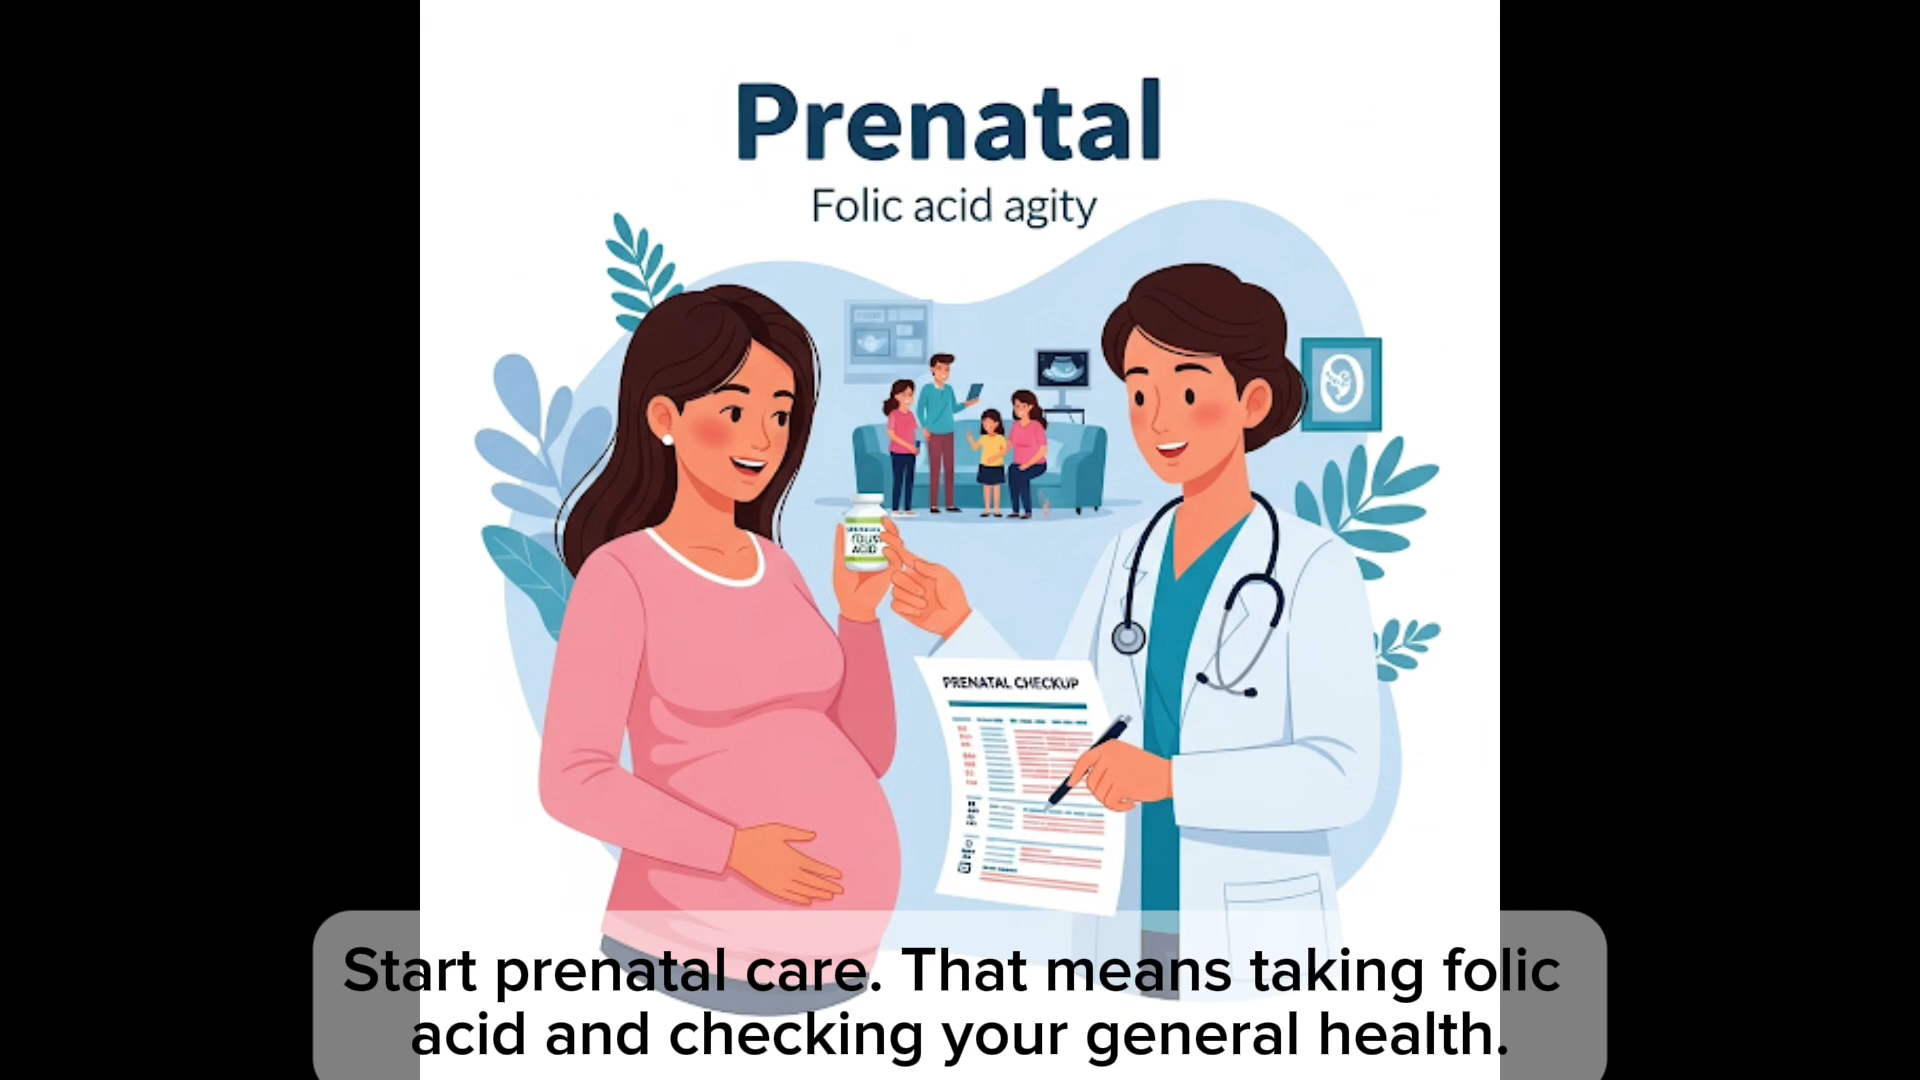 Prenatal
Folic acid agity
ACID
PRENATAL CHECKUP
Start prenatal care. That means taking folic
acid and checking your general health.